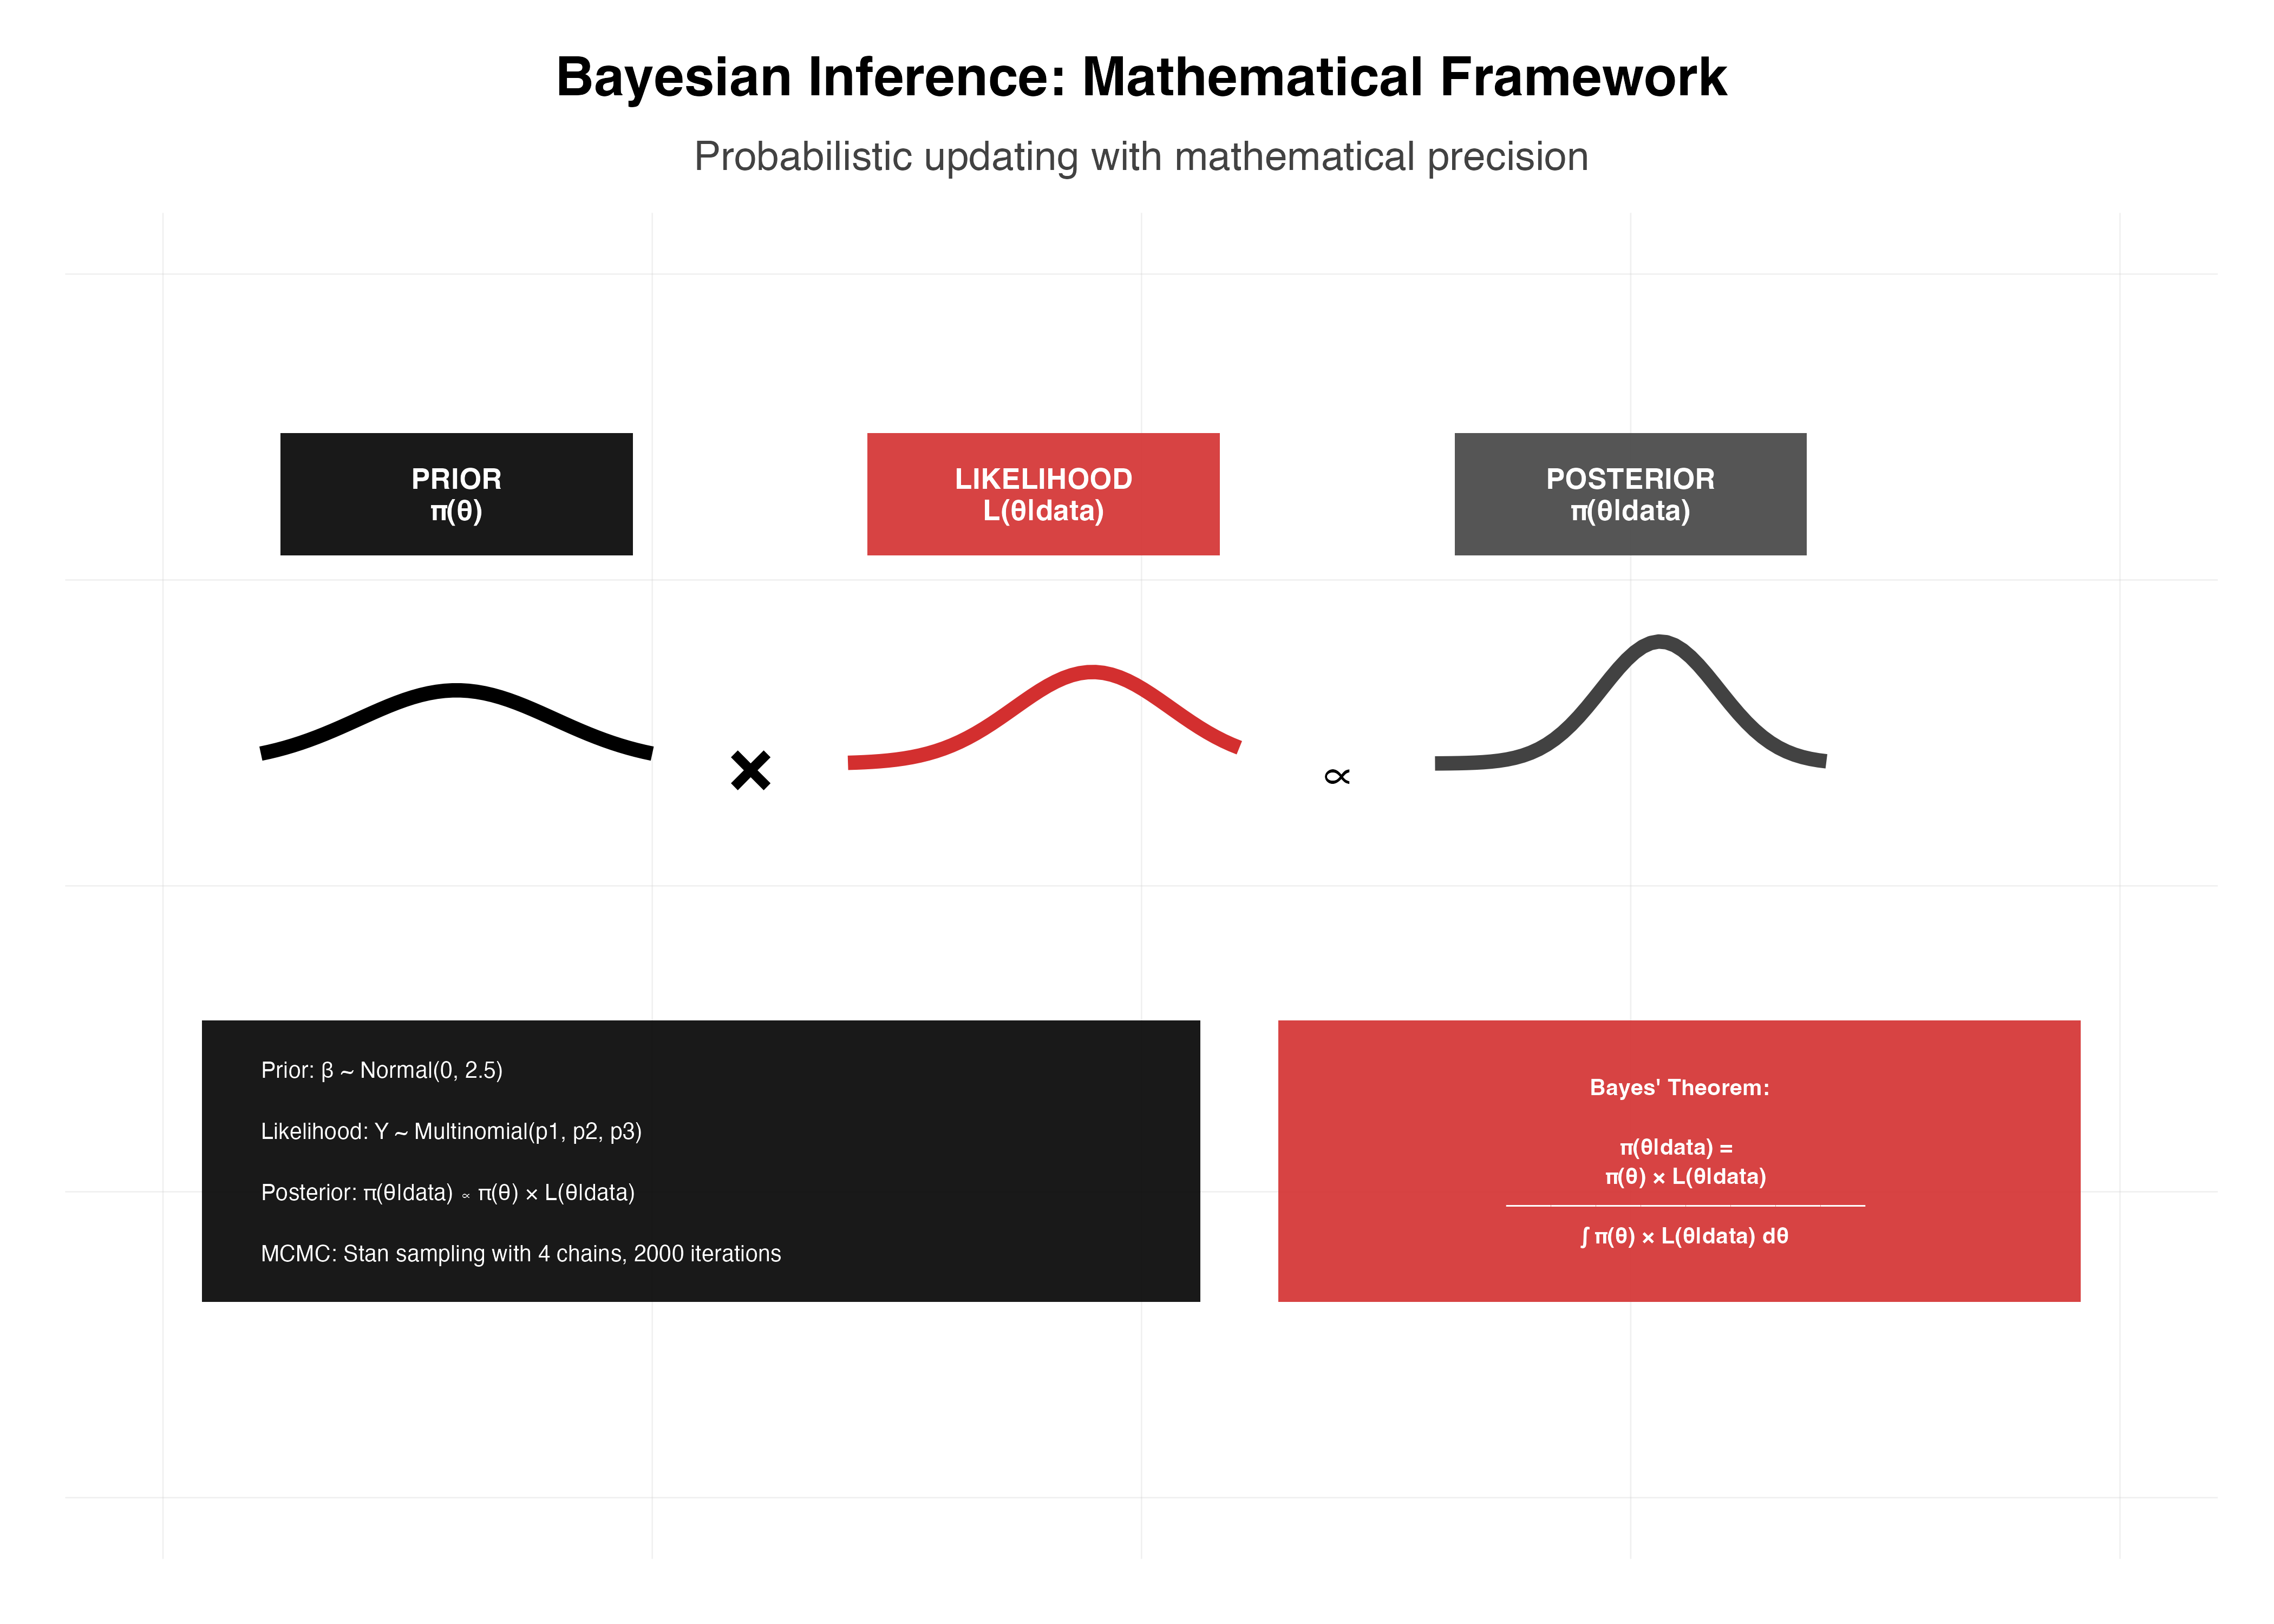 Bayesian Inference: Mathematical Framework
Probabilistic updating with mathematical precision
PRIOR
π(θ)
LIKELIHOOD
L(θ|data)
POSTERIOR
π(θ|data)
×
∝
Prior: β ~ Normal(0, 2.5)
Likelihood: Y ~ Multinomial(p1, p2, p3)
Posterior: π(θ|data) ∝ π(θ) × L(θ|data)
MCMC: Stan sampling with 4 chains, 2000 iterations
Bayes' Theorem:
π(θ|data) =
π(θ) × L(θ|data)
∫ π(θ) × L(θ|data) dθ